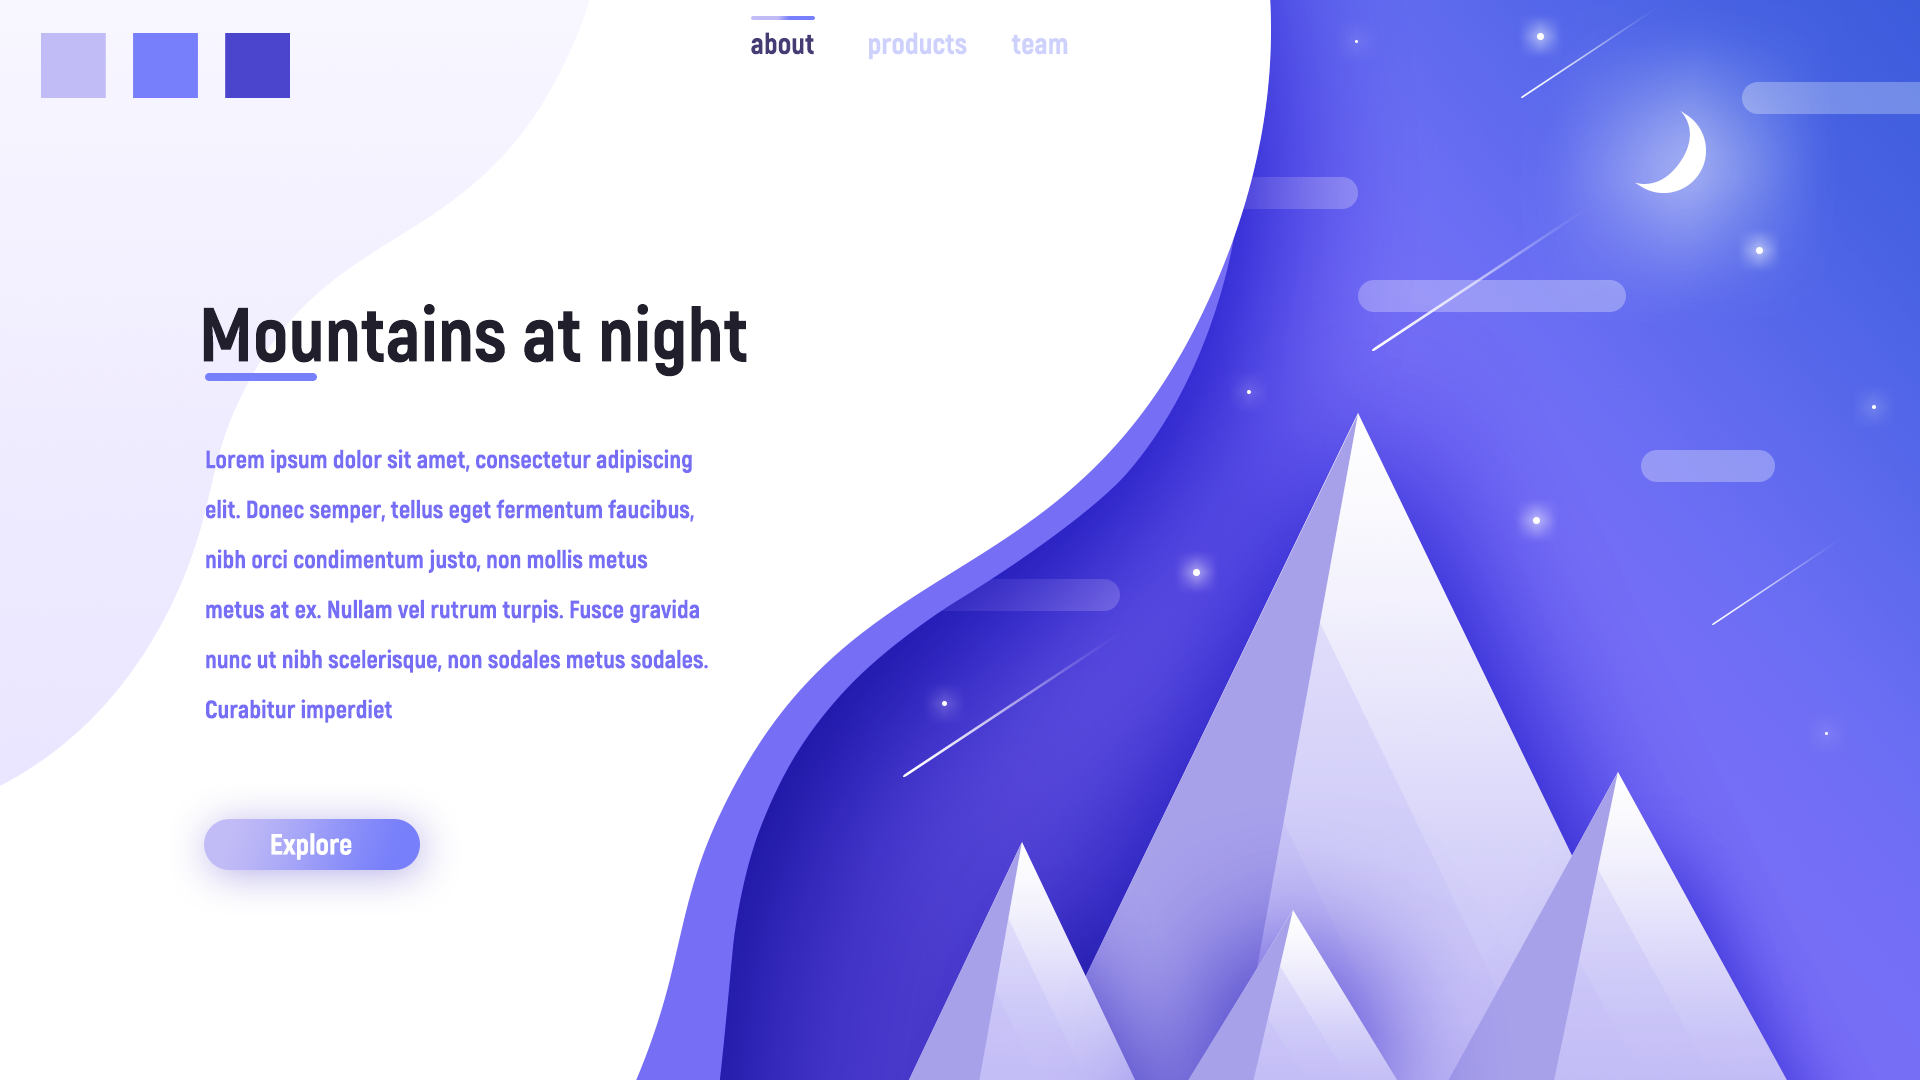 about products team
Mountains at night
Lorem ipsum dolor sit amet, consectetur adipiscing
elit. Donec semper, tellus eget fermentum faucibus,
nibh orci condimentum justo, non mollis metus
metus at ex. Nullam vel rutrum turpis. Fusce gravida
nunc ut nibh scelerisque, non sodales metus sodales.
Curabitur imperdiet
Explore